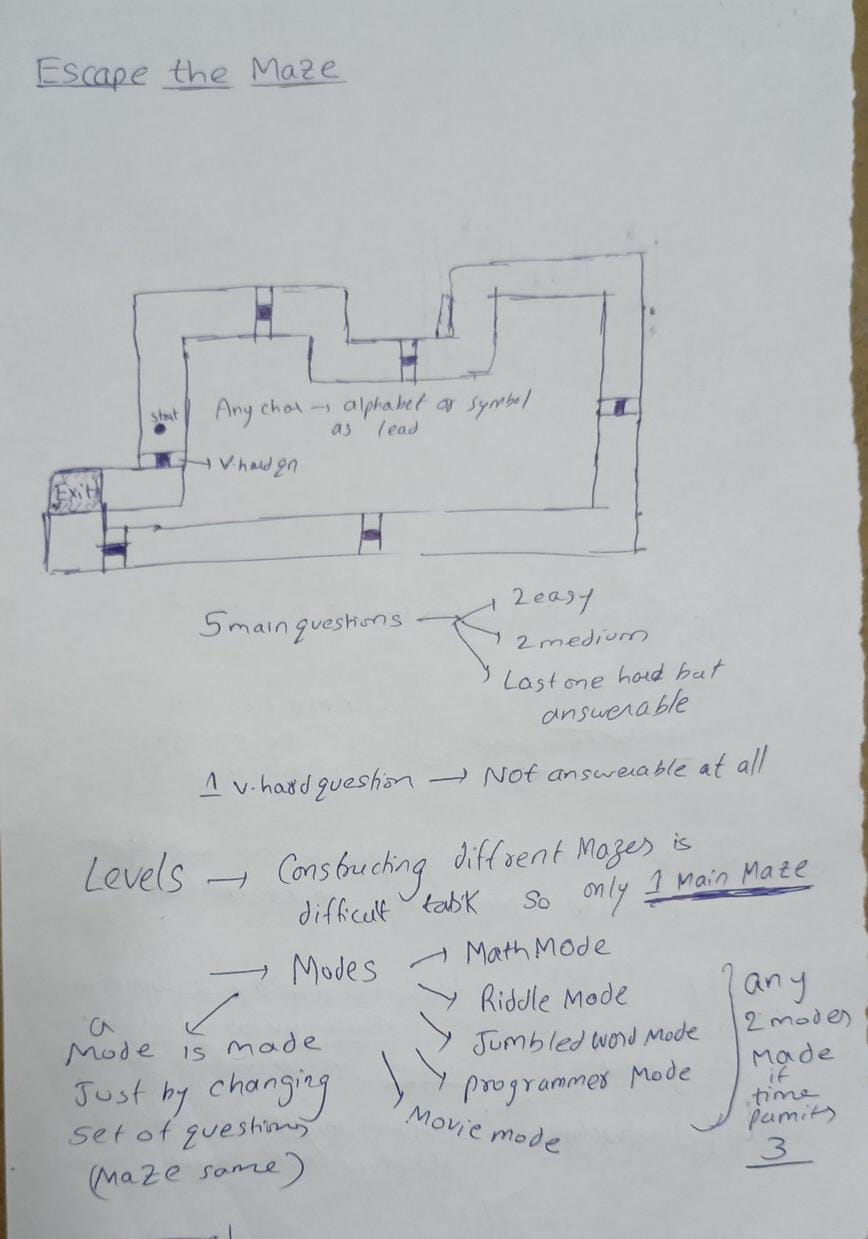 Escape the Maze
start
Any char → alphabet or symbol
as lead
→ V.hard qn
Exit
5 main questions → 2 easy
→ 2 medium
→ Last one hard but
answerable
1 v.hard question → Not answerable at all
Levels → Constructing diffrent Mazes is
difficult task so only 1 Main Maze
→ Modes → Math Mode
→ Riddle Mode
→ Jumbled word Mode
→ programmer Mode
→ Movie mode
any
2 modes
made
if
time
pamits
3
a
Mode is made
Just by changing
set of questions
(Maze same)